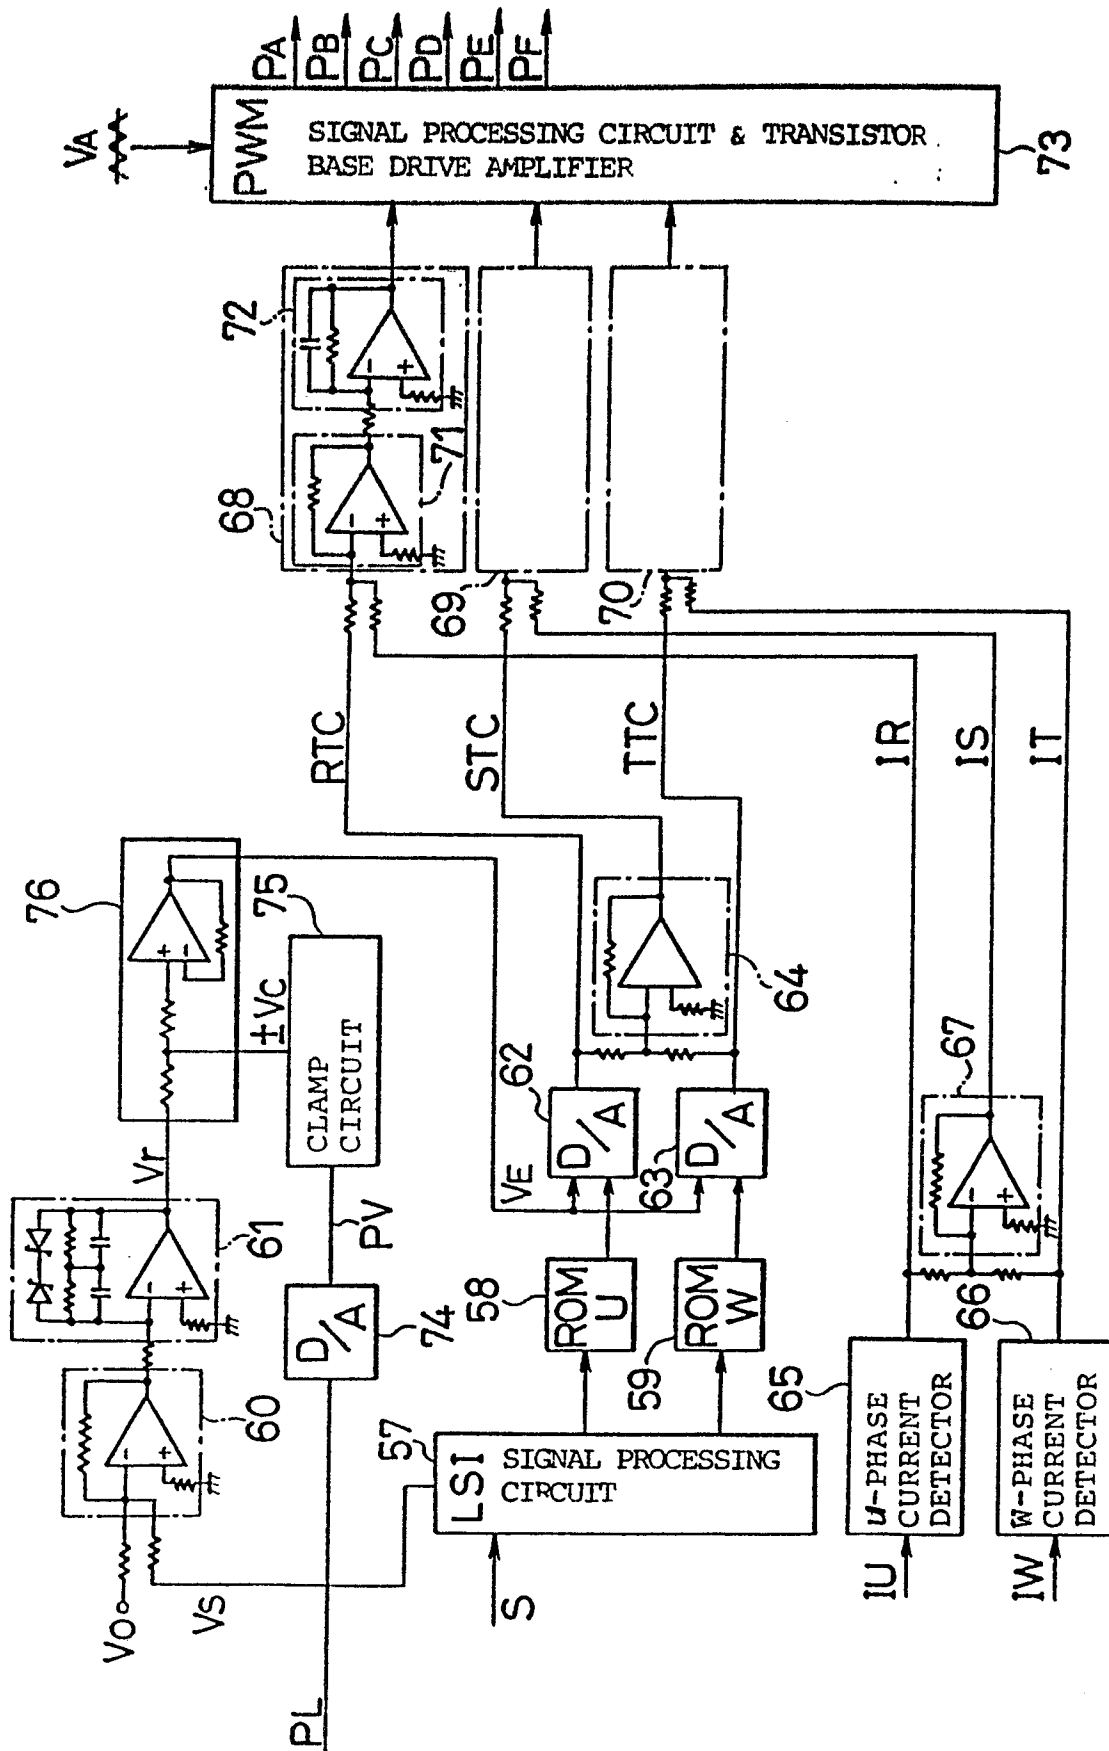 VA
PWM
SIGNAL PROCESSING CIRCUIT & TRANSISTOR
BASE DRIVE AMPLIFIER
73
PA
PB
PC
PD
PE
PF
72
71
68
69
70
RTC
STC
TTC
IR
IS
IT
76
75
±VC
CLAMP
CIRCUIT
Vr
61
60
VO
VS
PV
D/A
74
PL
VE
62
D/A
63
D/A
64
58
ROM
U
59
ROM
W
57
LSI
SIGNAL PROCESSING
CIRCUIT
S
67
66
65
U-PHASE
CURRENT
DETECTOR
W-PHASE
CURRENT
DETECTOR
IU
IW